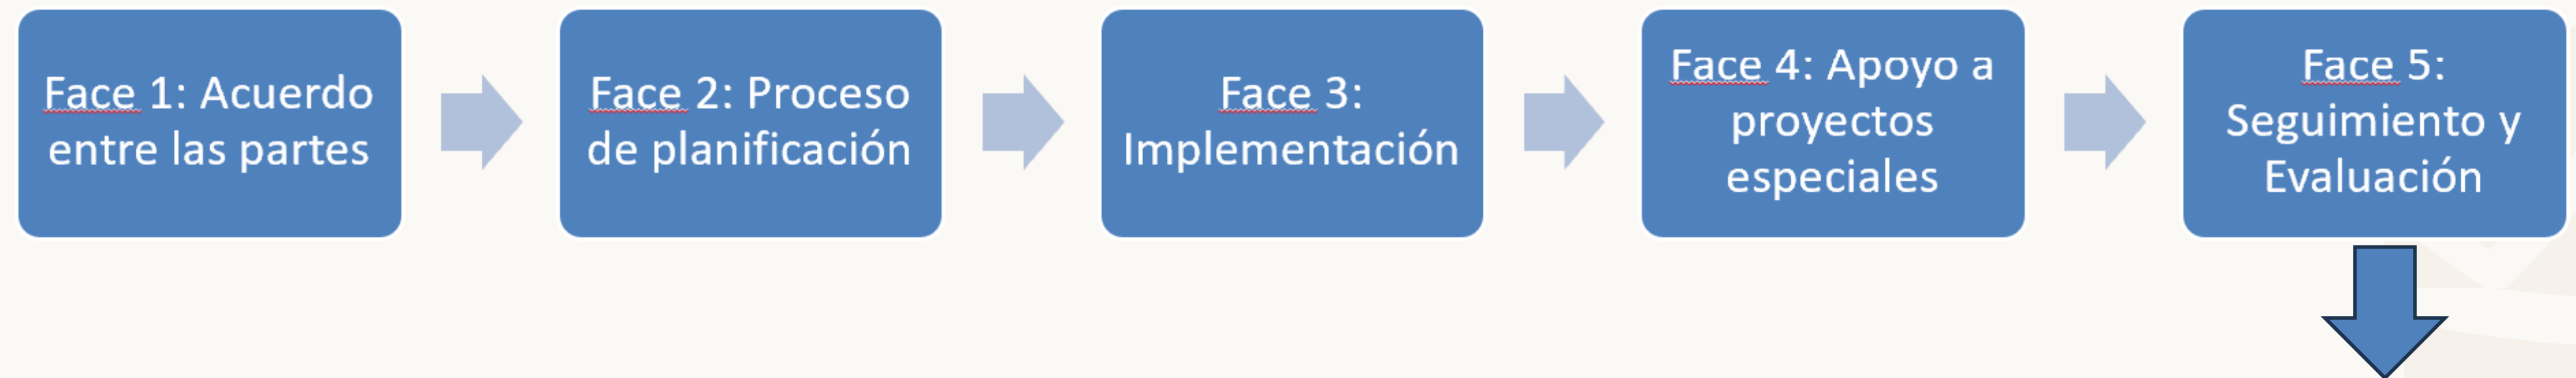 Face 1: Acuerdo
entre las partes
Face 2: Proceso
de planificación
Face 3:
Implementación
Face 4: Apoyo a
proyectos
especiales
Face 5:
Seguimiento y
Evaluación